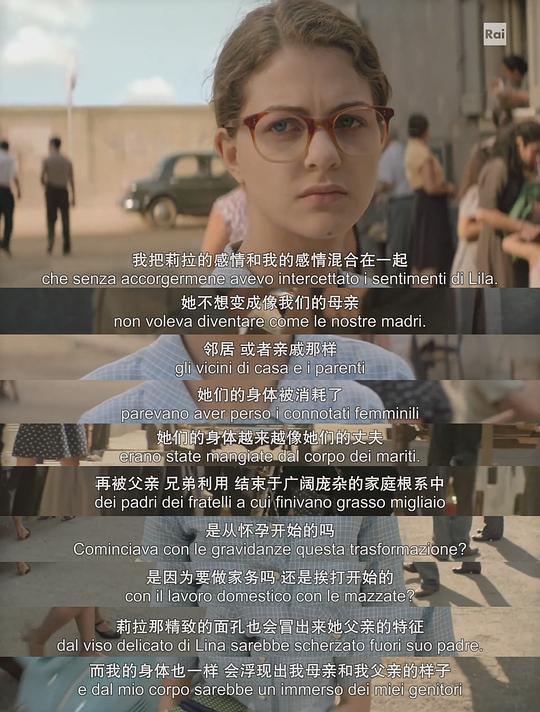 Rai
我把莉拉的感情和我的感情混合在一起
che senza accorgermene avevo intercettato i sentimenti di Lila.
她不想变成像我们的母亲
non voleva diventare come le nostre madri.
邻居 或者亲戚那样
gli vicini di casa e i parenti
她们的身体被消耗了
parevano aver perso i connotati femminili
她们的身体越来越像她们的丈夫
erano state mangiate dal corpo dei mariti.
再被父亲 兄弟利用 结束于广阔庞杂的家庭根系中
dei padri dei fratelli a cui finivano grasso migliaio
是从怀孕开始的吗
Cominciava con le gravidanze questa trasformazione?
是因为要做家务吗 还是挨打开始的
con il lavoro domestico con le mazzate?
莉拉那精致的面孔也会冒出来她父亲的特征
dal viso delicato di Lina sarebbe scherzato fuori suo padre.
而我的身体也一样 会浮现出我母亲和我父亲的样子
e dal mio corpo sarebbe un immerso dei miei genitori